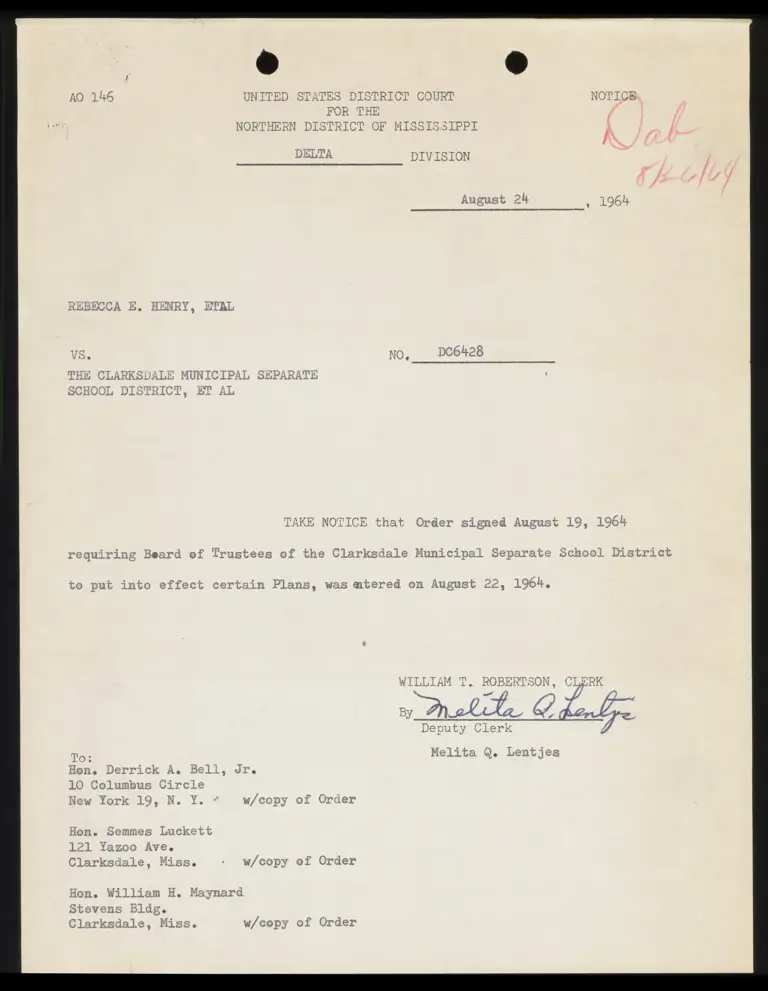 AO 146
UNITED STATES DISTRICT COURT
NOTICE
FOR THE
NORTHERN DISTRICT OF MISSISSIPPI
Dab
8/26/64
DELTA DIVISION
August 24, 1964
REBECCA E. HENRY, ETAL
VS.
NO. DC6428
THE CLARKSDALE MUNICIPAL SEPARATE
SCHOOL DISTRICT, ET AL
TAKE NOTICE that Order signed August 19, 1964
requiring Board of Trustees of the Clarksdale Municipal Separate School District
to put into effect certain Plans, was entered on August 22, 1964.
WILLIAM T. ROBERTSON, CLERK
By Melita Q. Lentjes
Deputy Clerk
Melita Q. Lentjes
To:
Hon. Derrick A. Bell, Jr.
10 Columbus Circle
New York 19, N. Y. w/copy of Order
Hon. Semmes Luckett
121 Yazoo Ave.
Clarksdale, Miss. w/copy of Order
Hon. William H. Maynard
Stevens Bldg.
Clarksdale, Miss. w/copy of Order